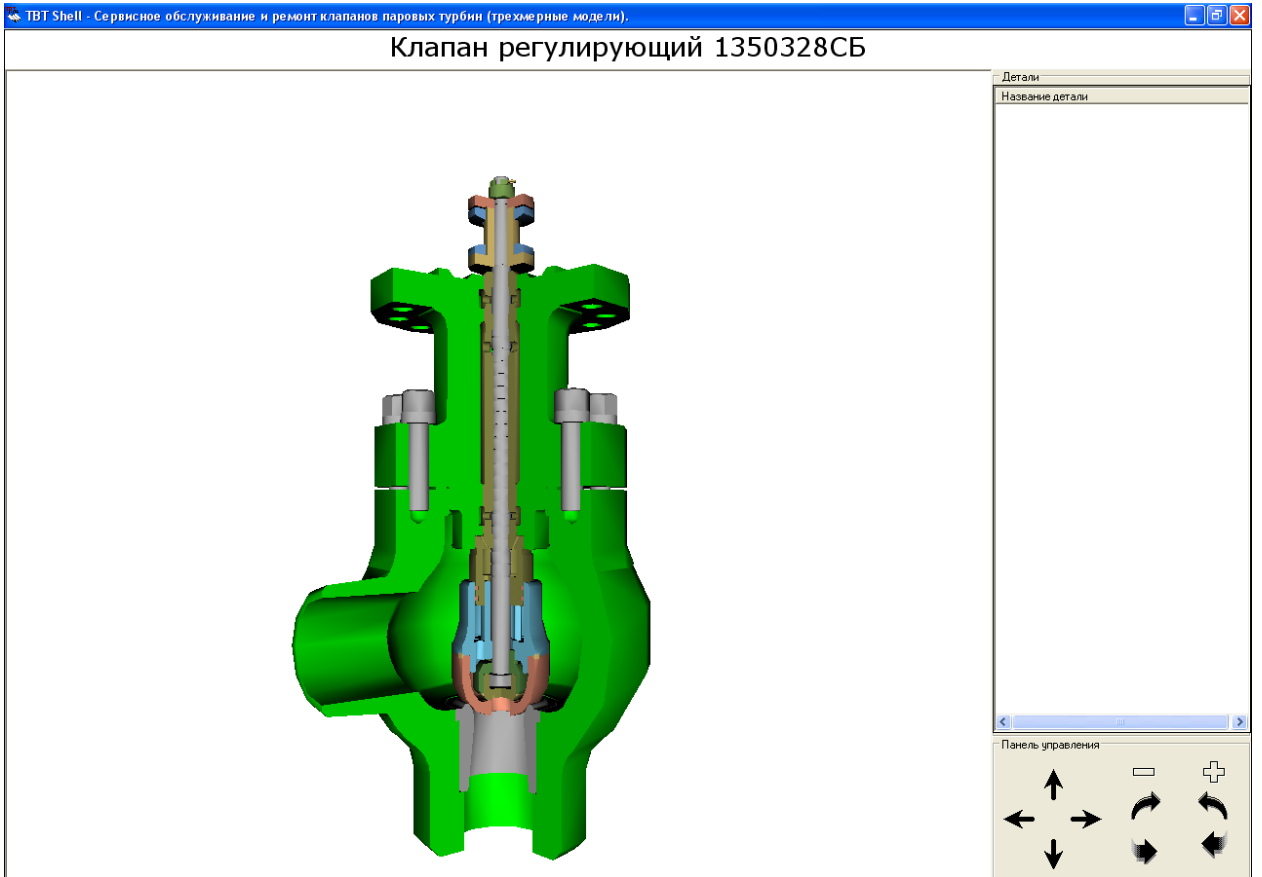 TBT Shell - Сервисное обслуживание и ремонт клапанов паровых турбин (трехмерные модели).
Клапан регулирующий 1350328СБ
Детали
Название детали
Панель управления